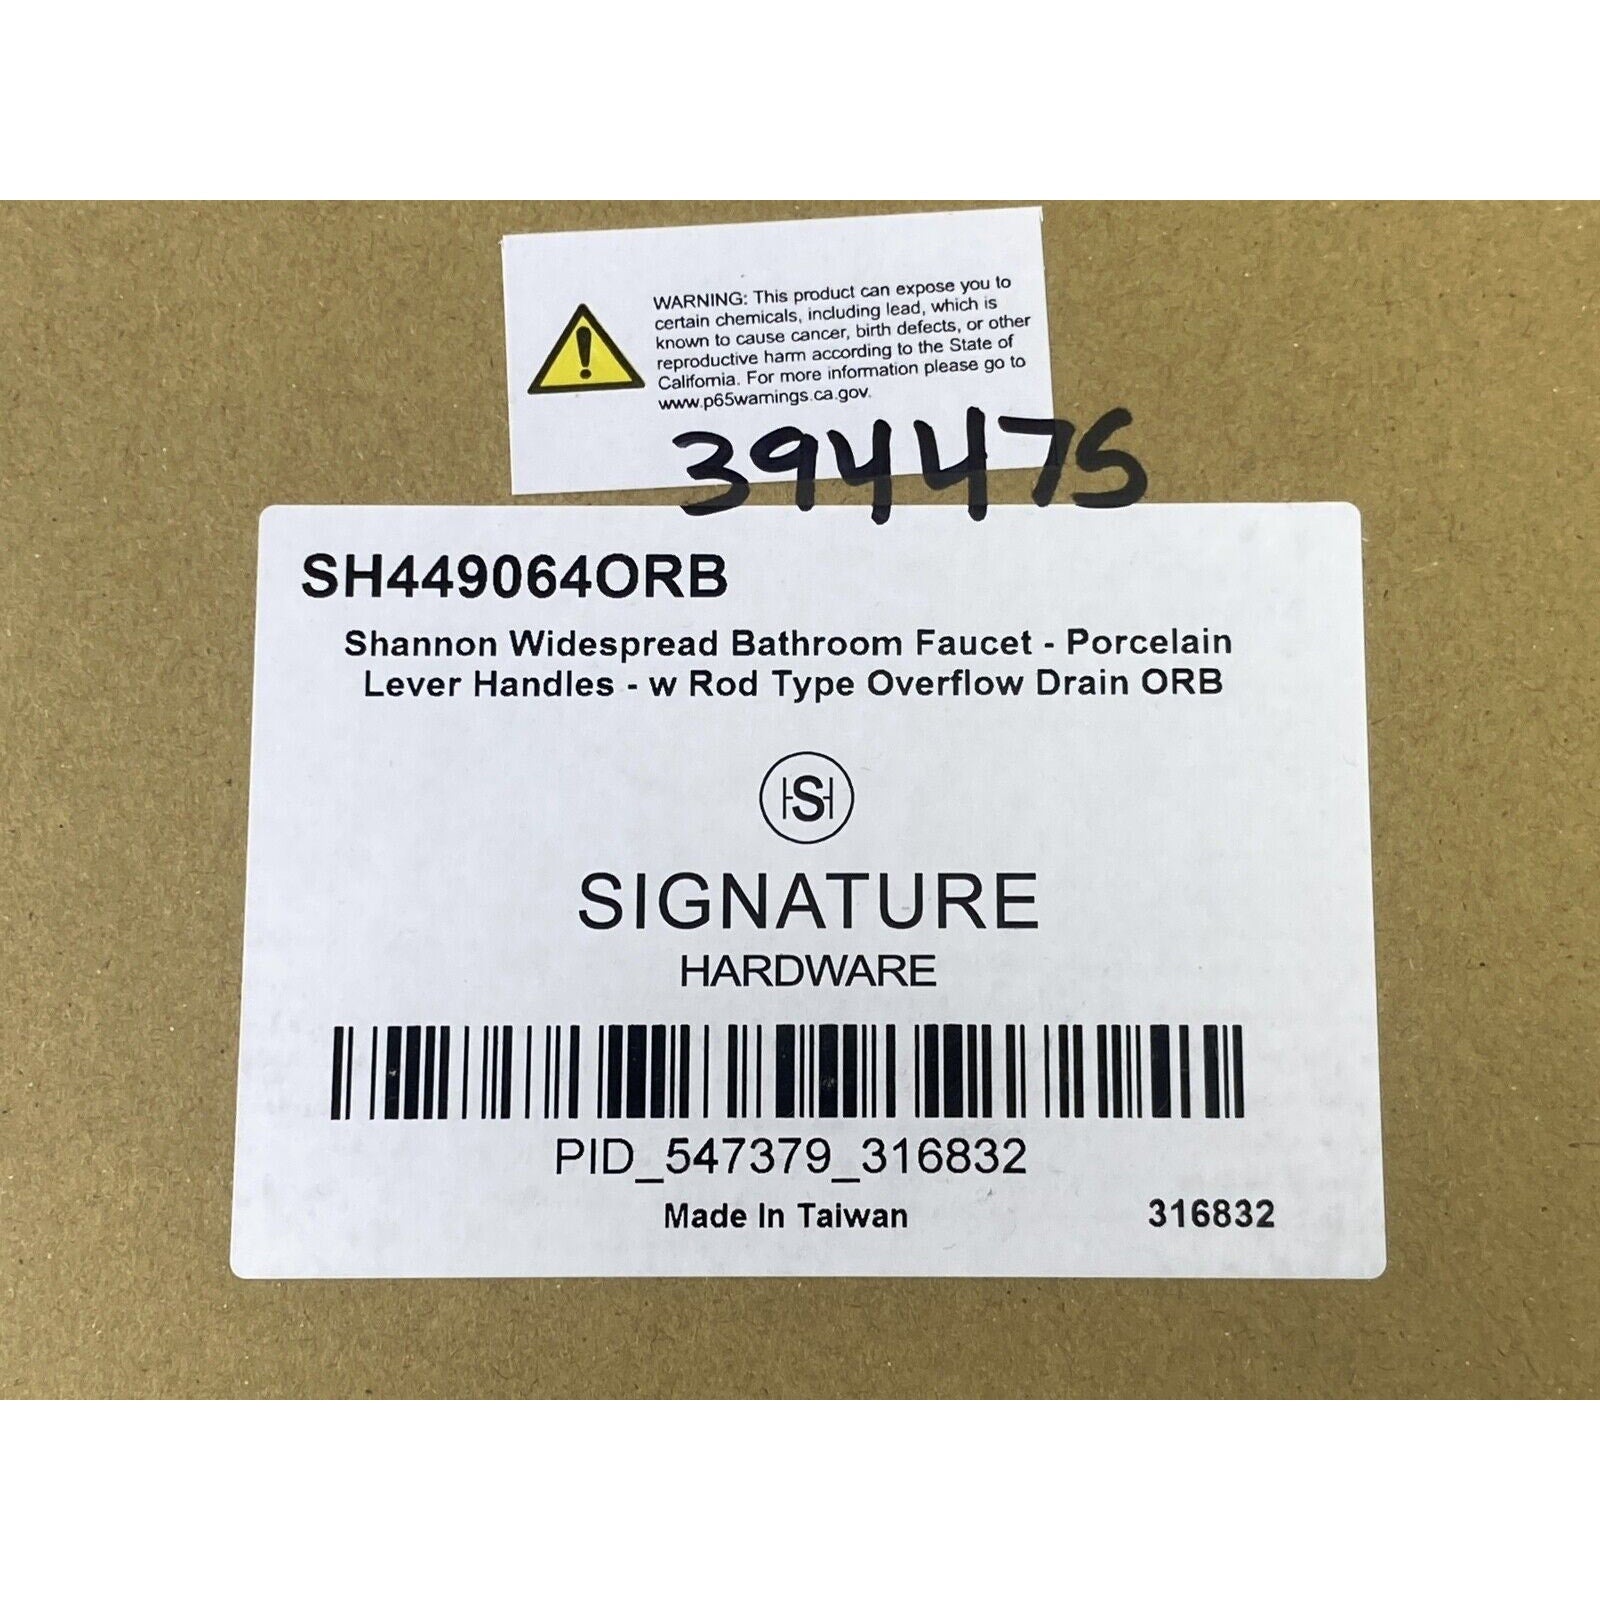 WARNING: This product can expose you to
certain chemicals, including lead, which is
known to cause cancer, birth defects, or other
reproductive harm according to the State of
California. For more information please go to
www.p65warnings.ca.gov.
394475
SH449064ORB
Shannon Widespread Bathroom Faucet - Porcelain
Lever Handles - w Rod Type Overflow Drain ORB
HSH
SIGNATURE
HARDWARE
PID_547379_316832
Made In Taiwan 316832